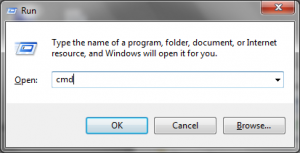 Run
Type the name of a program, folder, document, or Internet
resource, and Windows will open it for you.
Open: cmd
OK Cancel Browse...